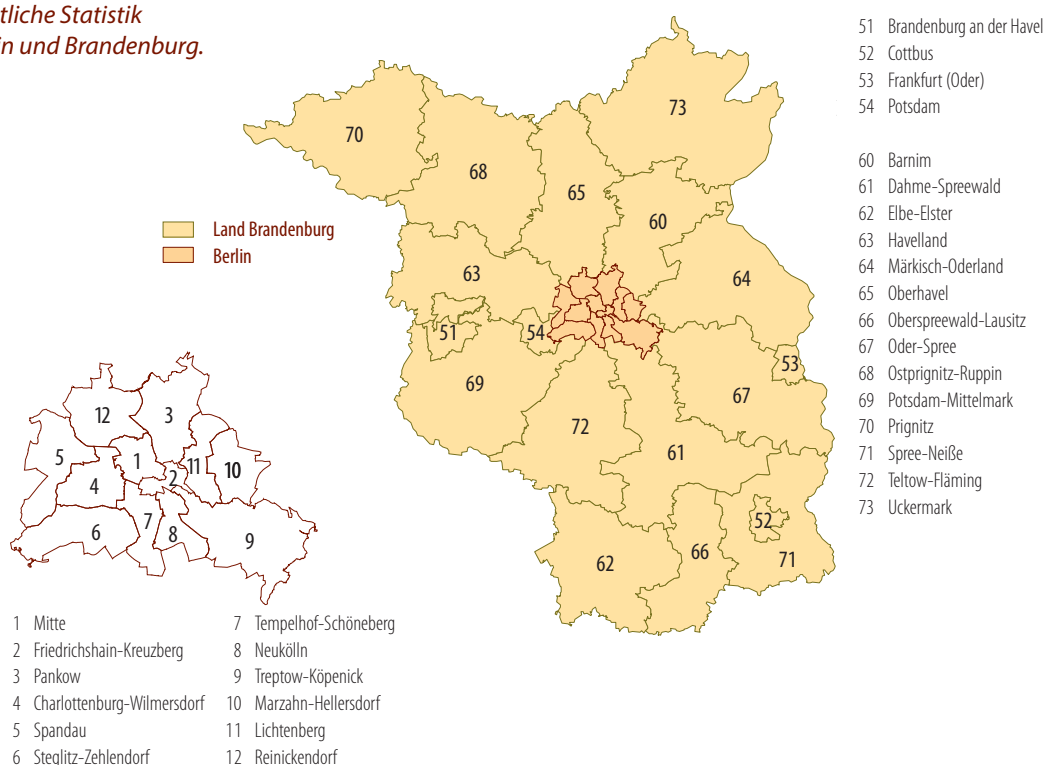 tliche Statistik
in und Brandenburg.
Land Brandenburg
Berlin
70
73
68
65
60
63
64
51
54
53
69
67
72
61
52
66
62
71
12
3
5
1
11
10
2
4
7
6
8
9
1 Mitte
2 Friedrichshain-Kreuzberg
3 Pankow
4 Charlottenburg-Wilmersdorf
5 Spandau
6 Steglitz-Zehlendorf
7 Tempelhof-Schöneberg
8 Neukölln
9 Treptow-Köpenick
10 Marzahn-Hellersdorf
11 Lichtenberg
12 Reinickendorf
51 Brandenburg an der Havel
52 Cottbus
53 Frankfurt (Oder)
54 Potsdam
60 Barnim
61 Dahme-Spreewald
62 Elbe-Elster
63 Havelland
64 Märkisch-Oderland
65 Oberhavel
66 Oberspreewald-Lausitz
67 Oder-Spree
68 Ostprignitz-Ruppin
69 Potsdam-Mittelmark
70 Prignitz
71 Spree-Neiße
72 Teltow-Fläming
73 Uckermark